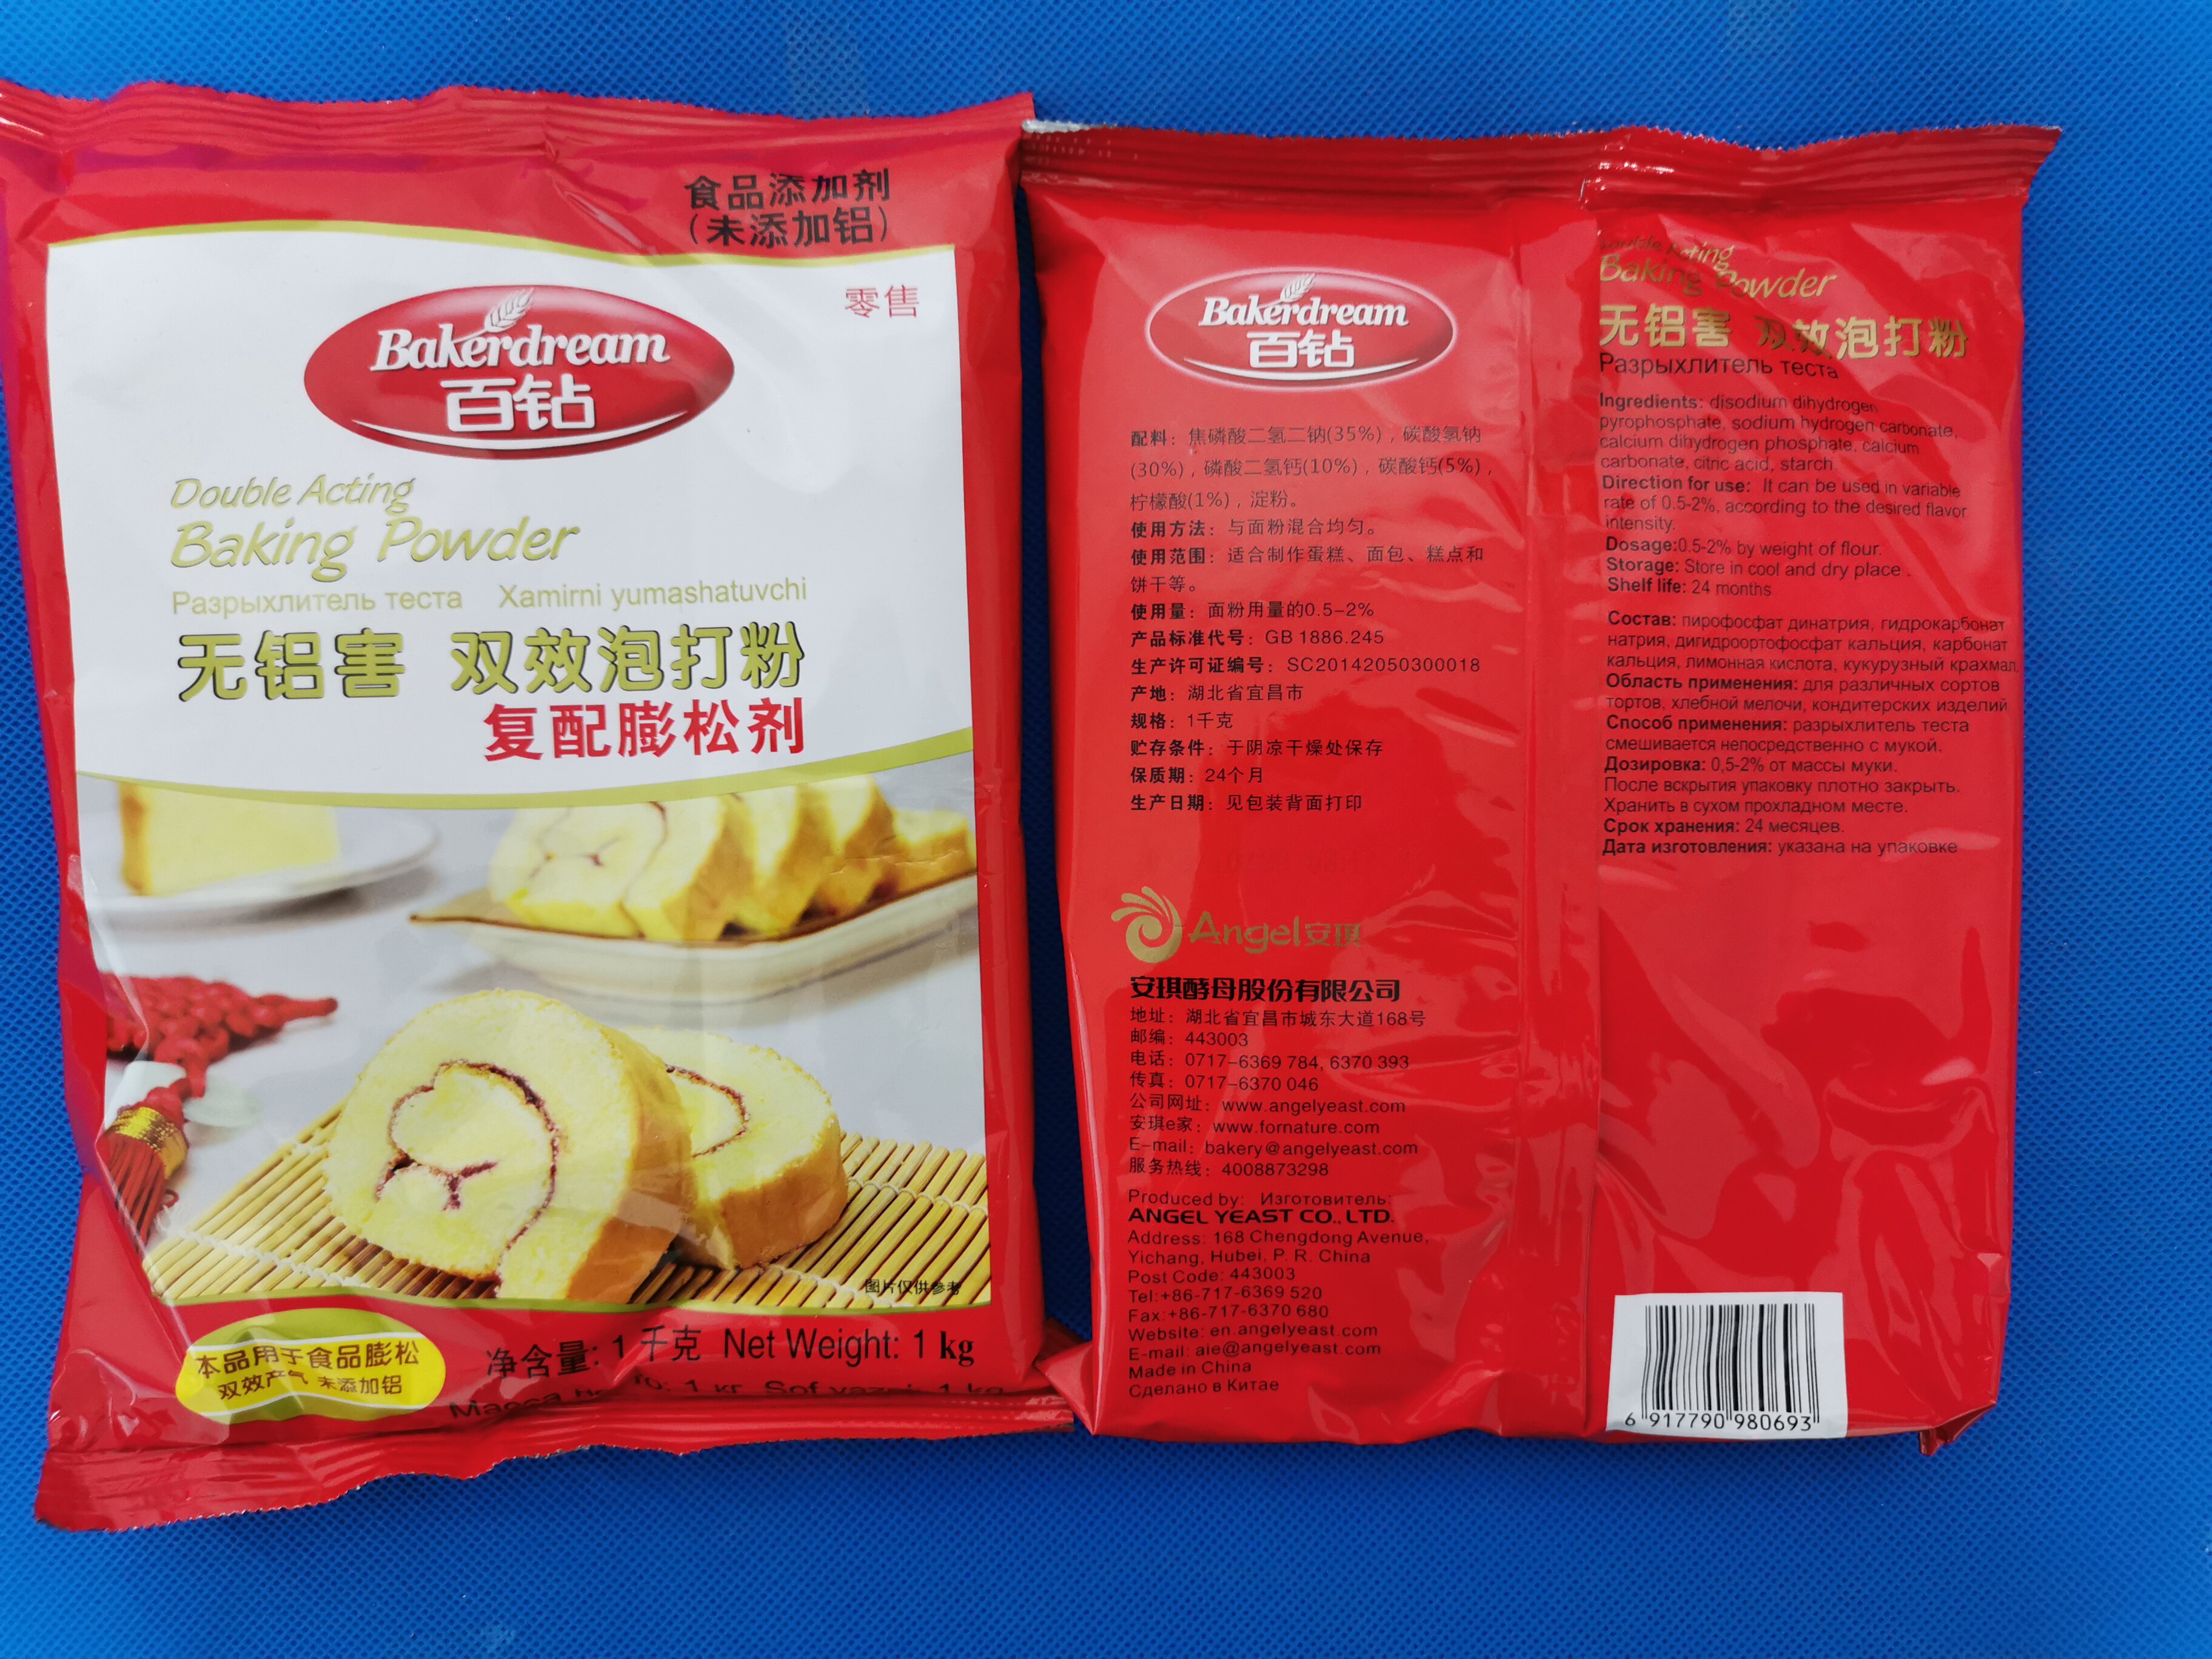 食品添加剂
(未添加铝)
零售
Bakerdream
百钻
Double Acting
Baking Powder
Разрыхлитель теста Xamirni yumashatuvchi
无铝害 双效泡打粉
复配膨松剂
图片仅供参考
本品用于食品膨松
双效产气 未添加铝
净含量: 1 千克 Net Weight: 1 kg
1 кг
Bakerdream
百钻
配料：焦磷酸二氢二钠(35%)，碳酸氢钠
(30%)，磷酸二氢钙(10%)，碳酸钙(5%)，
柠檬酸(1%)，淀粉。
使用方法：与面粉混合均匀。
使用范围：适合制作蛋糕、面包、糕点和
饼干等。
使用量：面粉用量的0.5–2%
产品标准代号：GB 1886.245
生产许可证编号：SC20142050300018
产地：湖北省宜昌市
规格：1千克
贮存条件：于阴凉干燥处保存
保质期：24个月
生产日期：见包装背面打印
Angel安琪
安琪酵母股份有限公司
地址：湖北省宜昌市城东大道168号
邮编：443003
电话：0717–6369 784, 6370 393
传真：0717–6370 046
公司网址：www.angelyeast.com
安琪e家：www.fornature.com
E–mail：bakery@angelyeast.com
服务热线：4008873298
Produced by: Изготовитель:
ANGEL YEAST CO., LTD.
Address: 168 Chengdong Avenue,
Yichang, Hubei, P. R. China
Post Code: 443003
Tel:+86-717-6369 520
Fax:+86-717-6370 680
Website: en.angelyeast.com
E-mail: aie@angelyeast.com
Made in China
Сделано в Китае
Double Acting
Baking Powder
无铝害 双效泡打粉
Разрыхлитель теста
Ingredients: disodium dihydrogen
pyrophosphate, sodium hydrogen carbonate,
calcium dihydrogen phosphate, calcium
carbonate, citric acid, starch.
Direction for use: It can be used in variable
rate of 0.5-2%, according to the desired flavor
intensity.
Dosage:0.5-2% by weight of flour.
Storage: Store in cool and dry place .
Shelf life: 24 months
Состав: пирофосфат динатрия, гидрокарбонат
натрия, дигидроортофосфат кальция, карбонат
кальция, лимонная кислота, кукурузный крахмал.
Область применения: для различных сортов
тортов, хлебной мелочи, кондитерских изделий
Способ применения: разрыхлитель теста
смешивается непосредственно с мукой.
Дозировка: 0,5-2% от массы муки.
После вскрытия упаковку плотно закрыть.
Хранить в сухом прохладном месте.
Срок хранения: 24 месяцев.
Дата изготовления: указана на упаковке
6 917790 980693